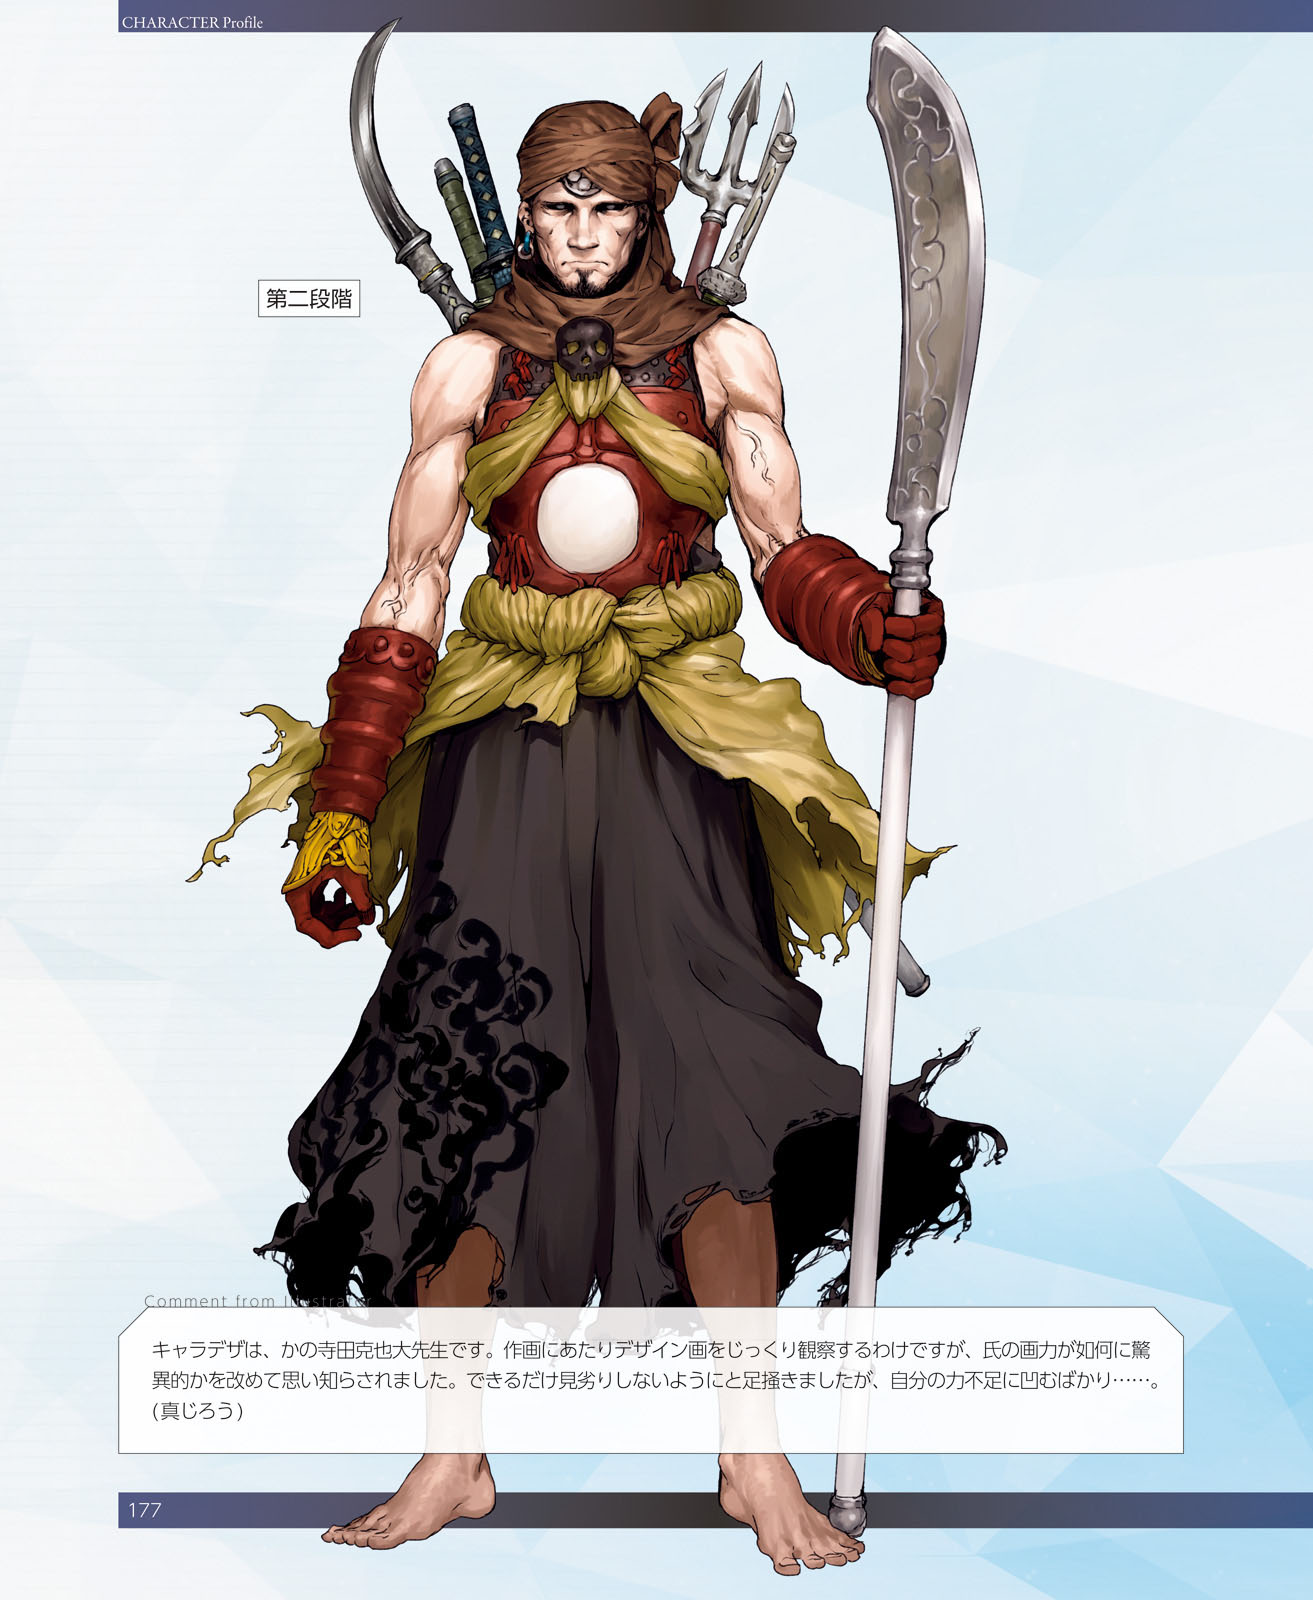 CHARACTER Profile
第二段階
Comment from Illustrator
キャラデザは、かの寺田克也大先生です。作画にあたりデザイン画をじっくり観察するわけですが、氏の画力が如何に驚
異的かを改めて思い知らされました。できるだけ見劣りしないようにと足掻きましたが、自分の力不足に凹むばかり……。
(真じろう)
177